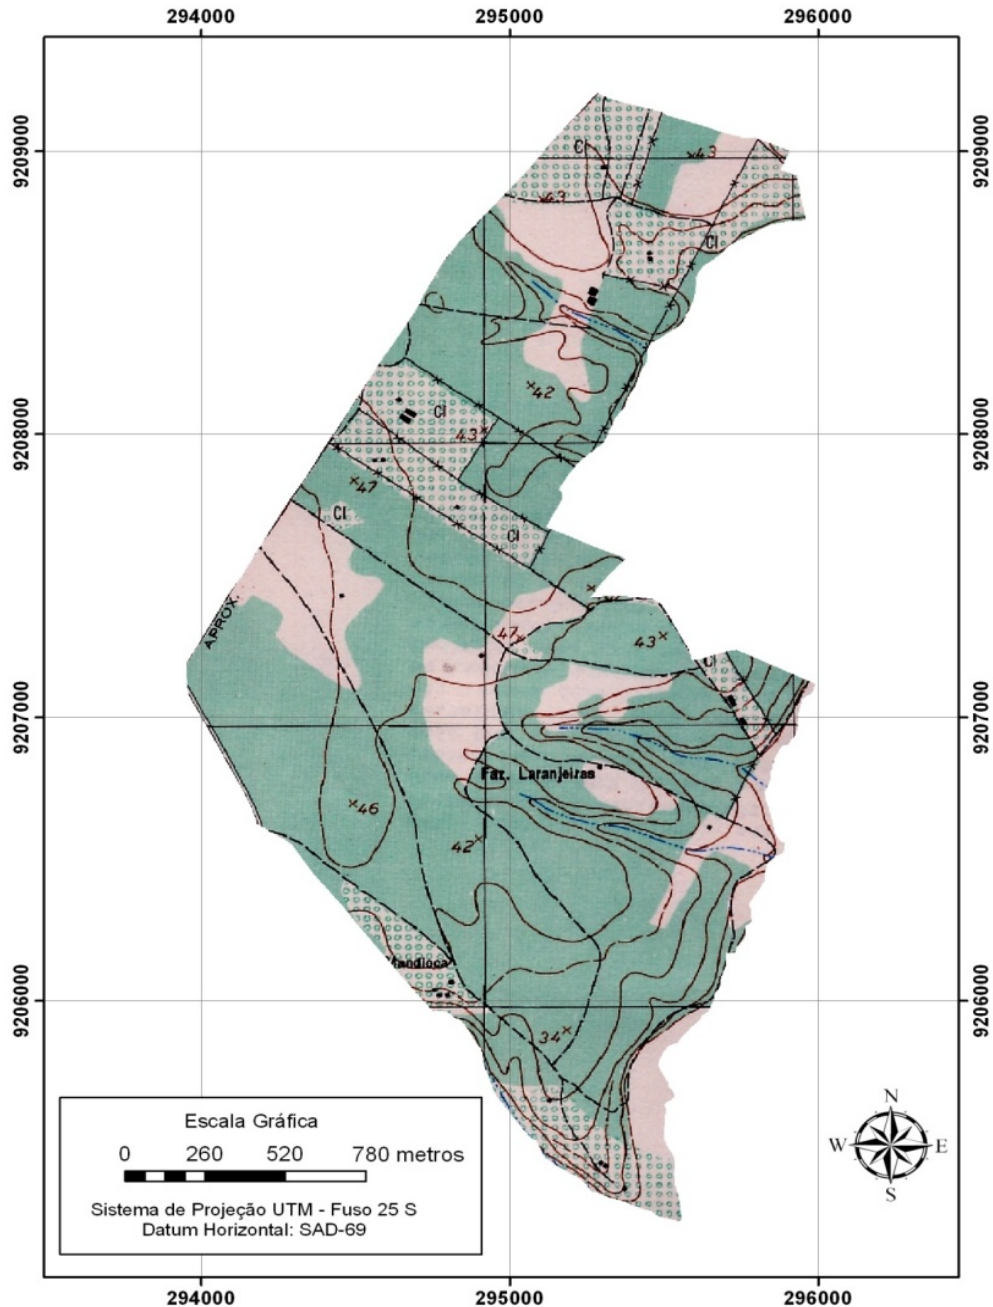 294000 295000 296000
9209000 9209000
Cl
43
43
Cl
42
Cl
9208000 9208000
43
47
Cl
Cl
APROX.
47
43
9207000 9207000
Faz. Laranjeiras
46
42
9206000 9206000
34
Escala Gráfica
0 260 520 780 metros
Sistema de Projeção UTM - Fuso 25 S
Datum Horizontal: SAD-69
N
W E
S
294000 295000 296000